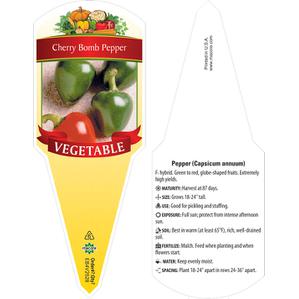 Cherry Bomb Pepper
VEGETABLE
Printed in U.S.A.
Pepper (Capsicum annuum)
F₁ hybrid. Green to red, globe-shaped fruits. Extremely
high yields.
MATURITY: Harvest at 87 days.
SIZE: Grows 18-24" tall.
USE: Good for pickling and stuffing.
EXPOSURE: Full sun; protect from intense afternoon
sun.
SOIL: Best in warm (at least 65°F), rich, well-drained
soil.
FERTILIZE: Mulch. Feed when planting and when
flowers start.
WATER: Keep evenly moist.
SPACING: Plant 18-24" apart in rows 24-36" apart.